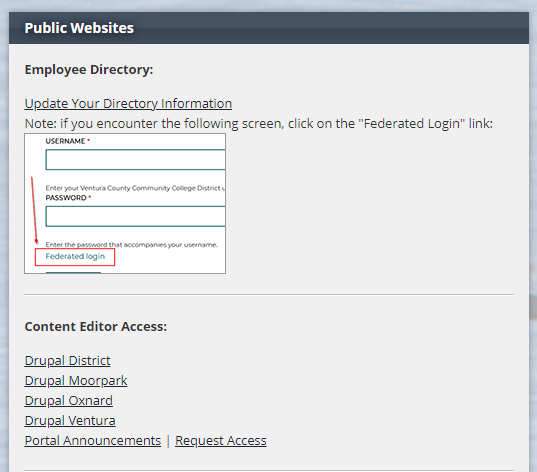 Public Websites
Employee Directory:
Update Your Directory Information
Note: if you encounter the following screen, click on the "Federated Login" link:
USERNAME *
Enter your Ventura County Community College District u
PASSWORD *
Enter the password that accompanies your username.
Federated login
Content Editor Access:
Drupal District
Drupal Moorpark
Drupal Oxnard
Drupal Ventura
Portal Announcements | Request Access